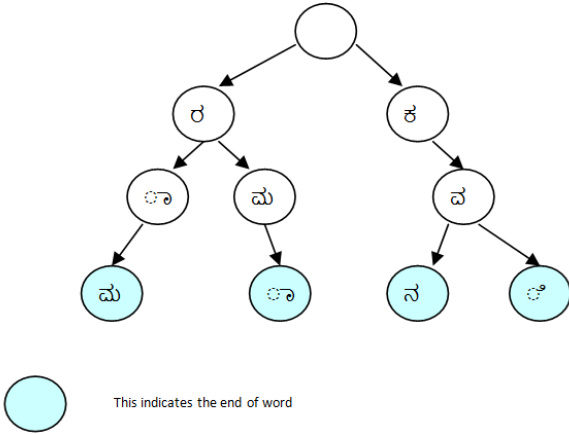 ರ ಕ
ಾ ಮ ವ
ಮ ಾ ನ ಿ
This indicates the end of word